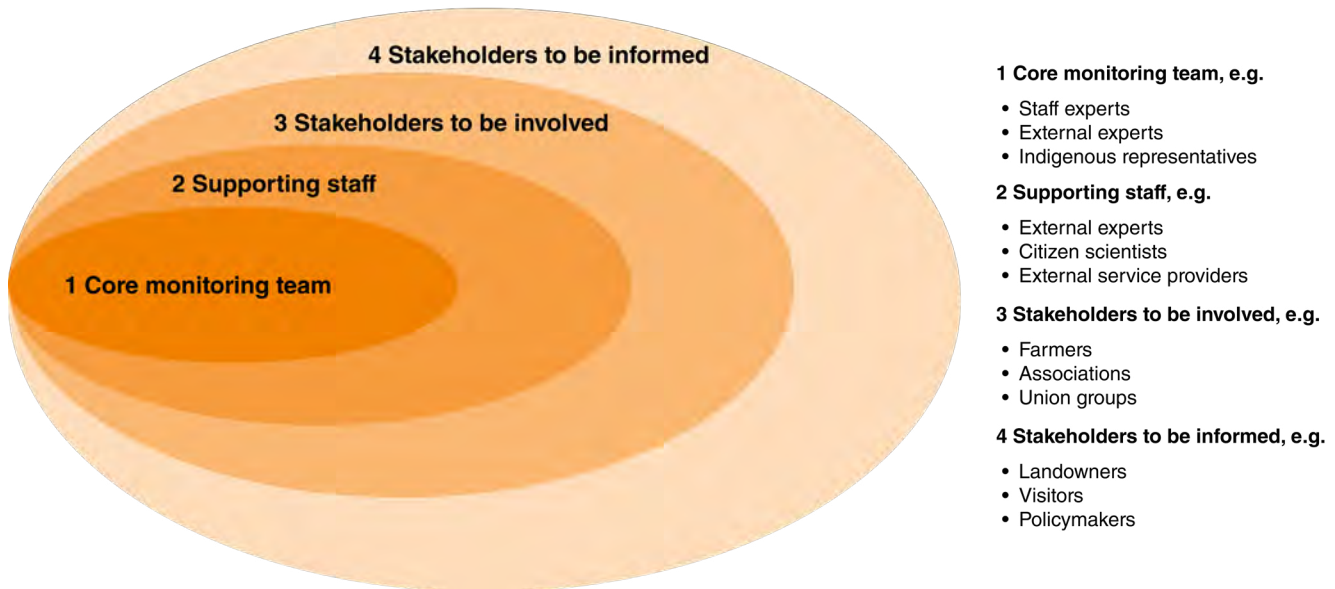 4 Stakeholders to be informed
3 Stakeholders to be involved
2 Supporting staff
1 Core monitoring team
1 Core monitoring team, e.g.
• Staff experts
• External experts
• Indigenous representatives
2 Supporting staff, e.g.
• External experts
• Citizen scientists
• External service providers
3 Stakeholders to be involved, e.g.
• Farmers
• Associations
• Union groups
4 Stakeholders to be informed, e.g.
• Landowners
• Visitors
• Policymakers